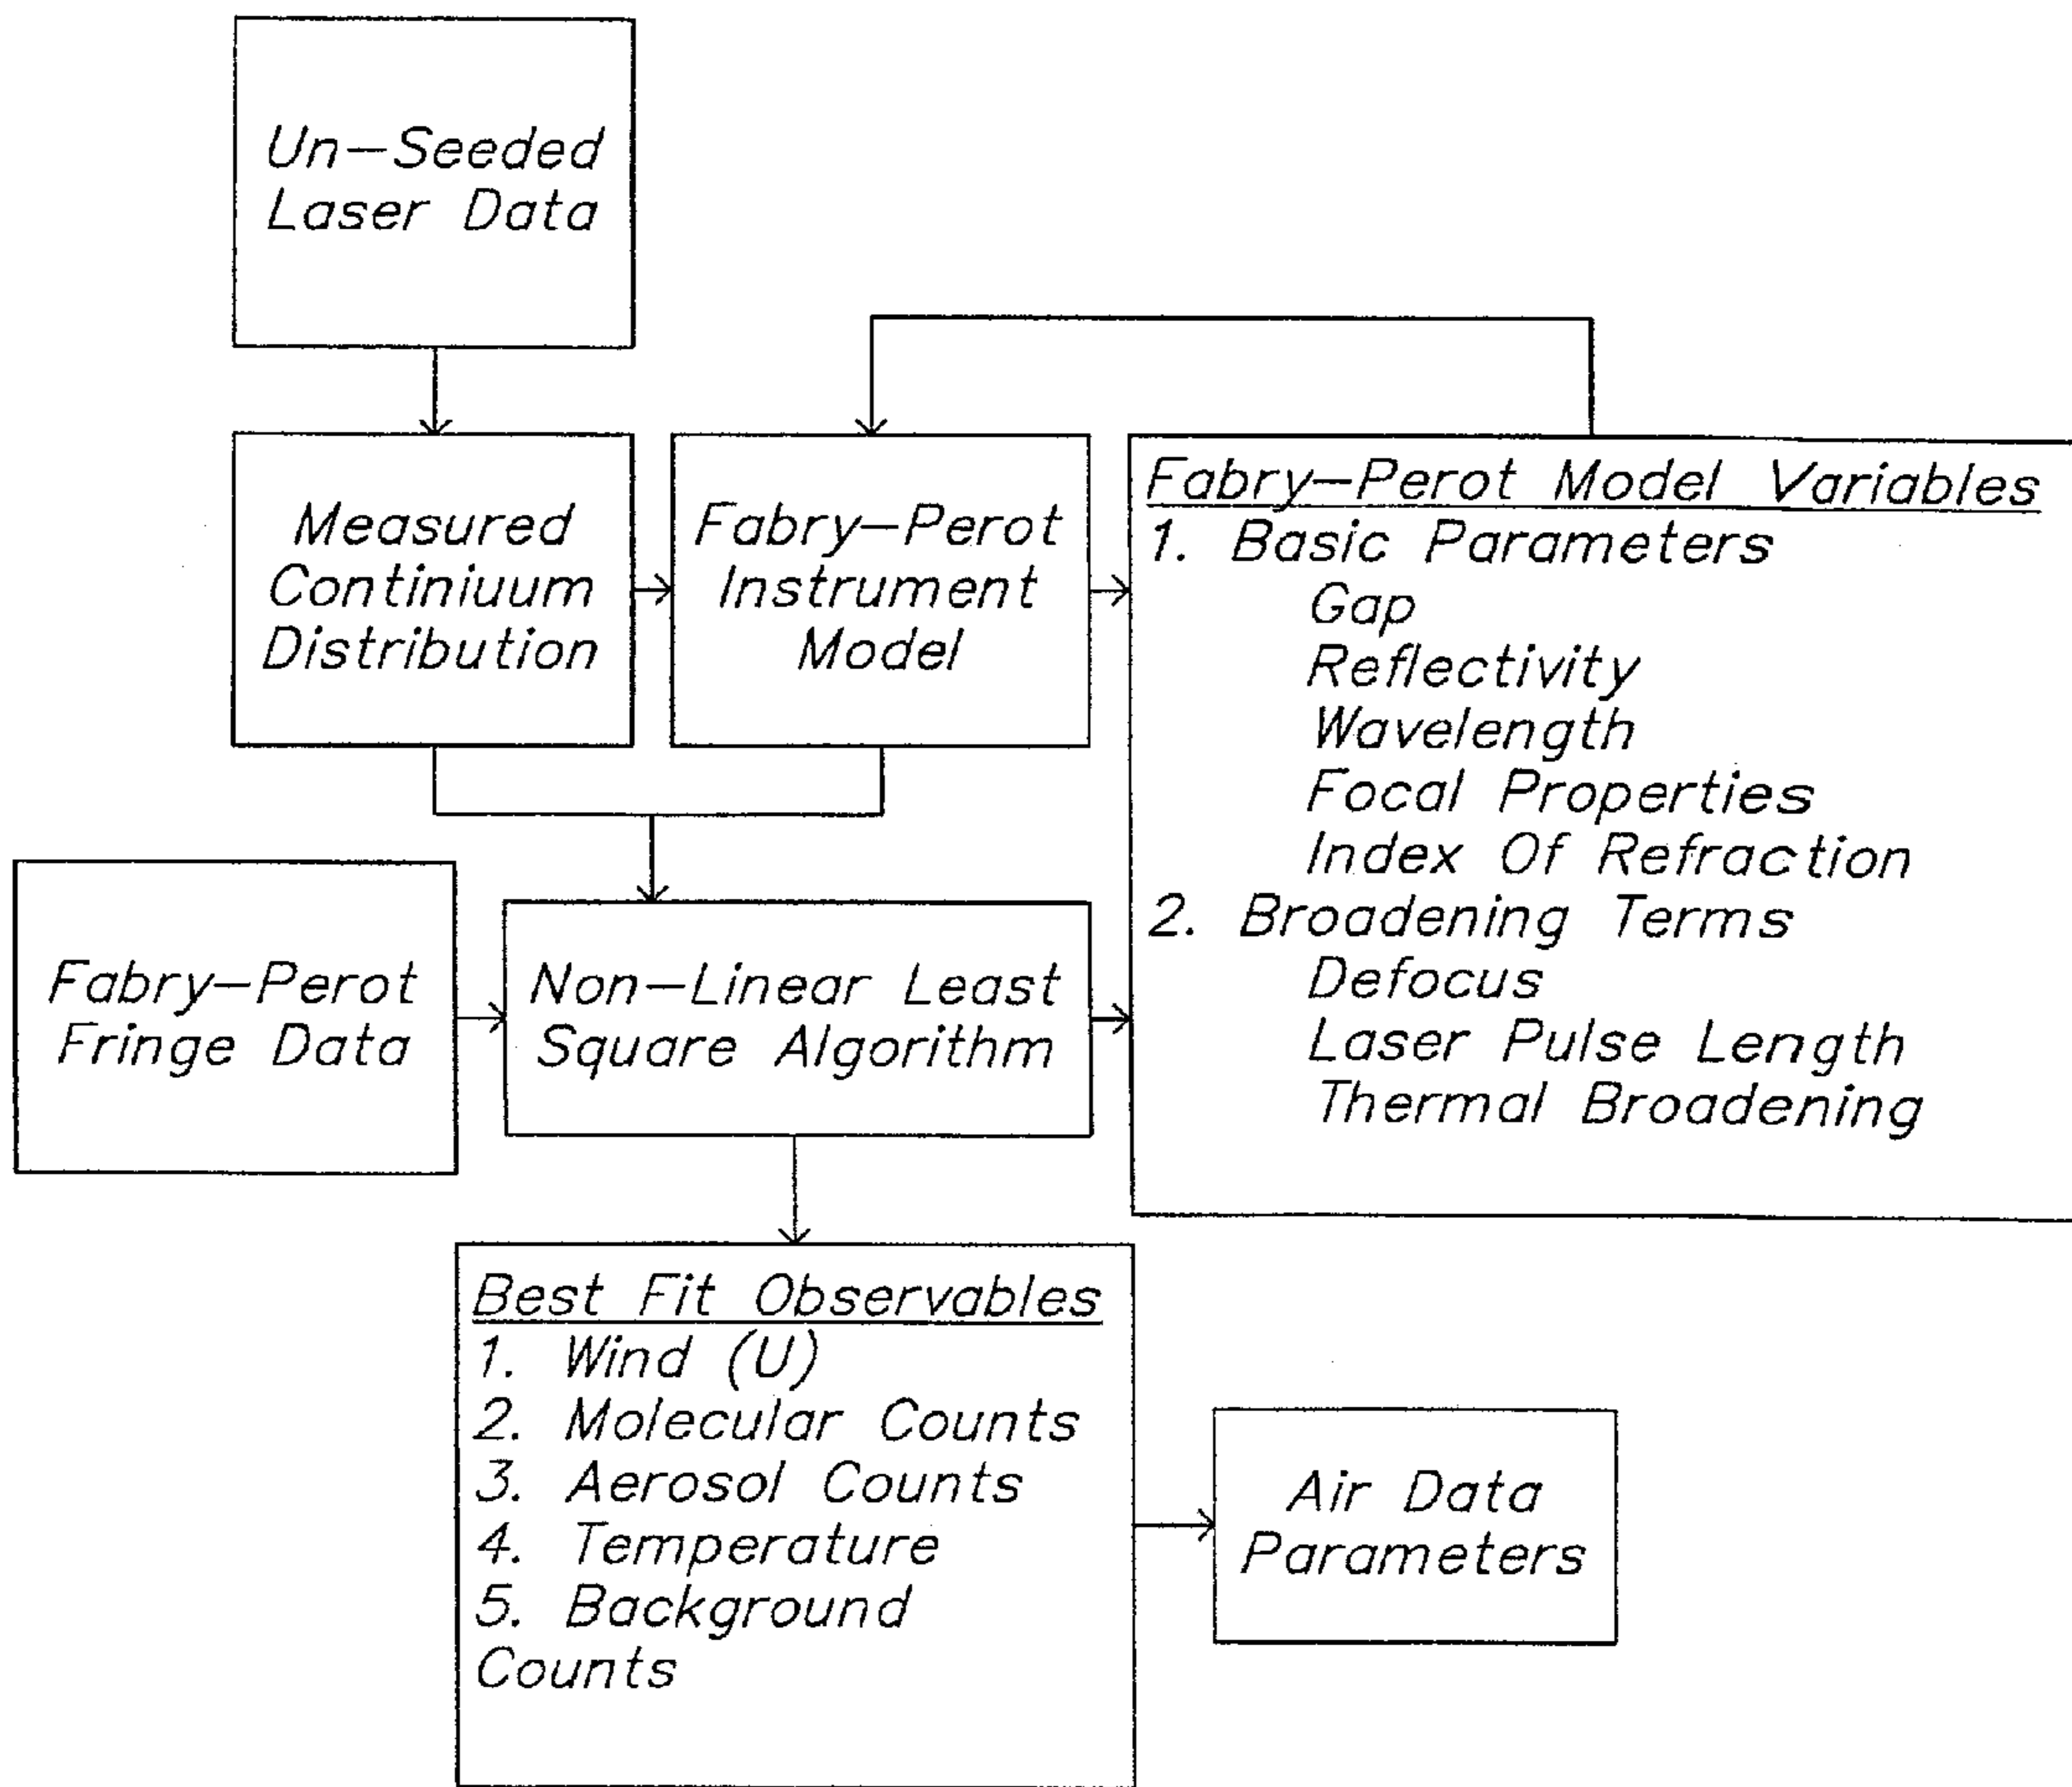 Un-Seeded
Laser Data
Measured
Continiuum
Distribution
Fabry-Perot
Instrument
Model
Fabry-Perot Model Variables
1. Basic Parameters
Gap
Reflectivity
Wavelength
Focal Properties
Index Of Refraction
2. Broadening Terms
Defocus
Laser Pulse Length
Thermal Broadening
Fabry-Perot
Fringe Data
Non-Linear Least
Square Algorithm
Best Fit Observables
1. Wind (U)
2. Molecular Counts
3. Aerosol Counts
4. Temperature
5. Background
Counts
Air Data
Parameters